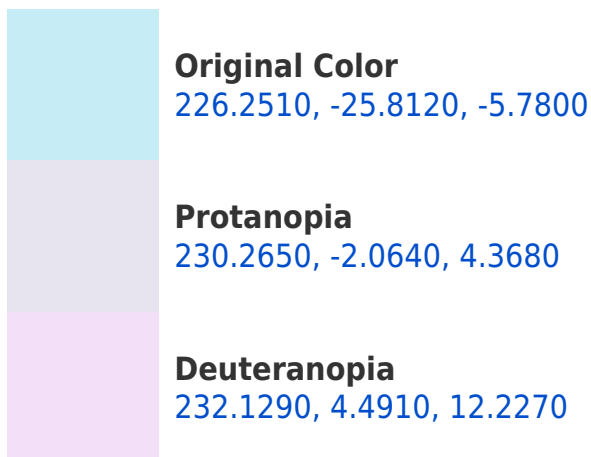 Original Color
226.2510, -25.8120, -5.7800
Protanopia
230.2650, -2.0640, 4.3680
Deuteranopia
232.1290, 4.4910, 12.2270